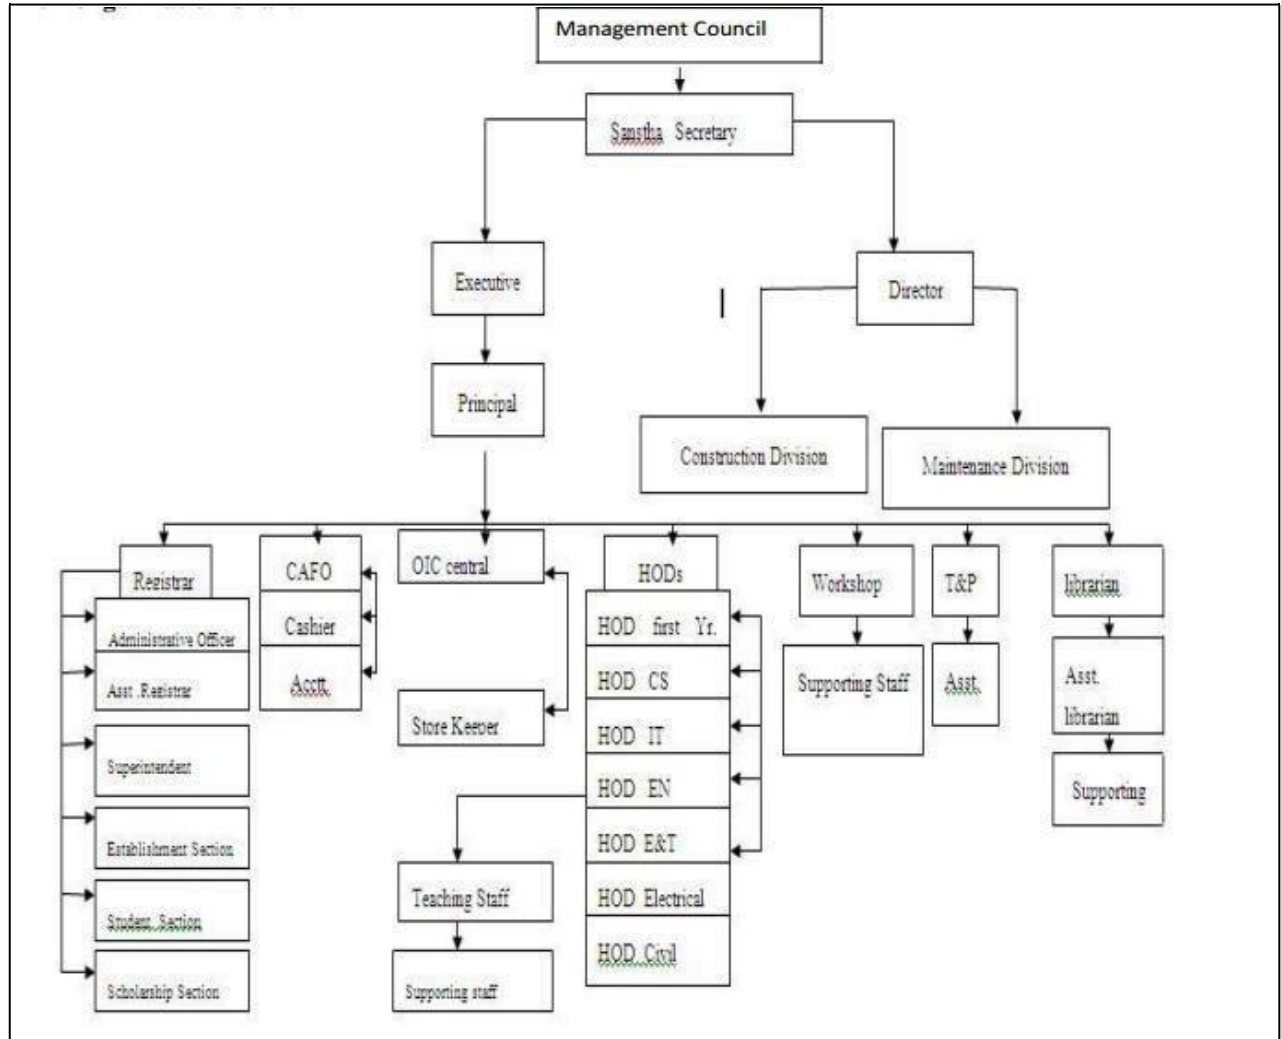 Management Council
Sanstha Secretary
Executive
Director
Principal
Construction Division
Maintenance Division
Registrar
CAFO
OIC central
HODs
Workshop
T&P
librarian
Administrative Officer
Cashier
HOD first Yr.
Asst .Registrar
Acctt.
HOD CS
Supporting Staff
Asst.
Asst.
librarian
Store Keeper
HOD IT
Superintendent
HOD EN
Supporting
Establishment Section
HOD E&T
Teaching Staff
HOD Electrical
Student Section
HOD Civil
Scholarship Section
Supporting staff